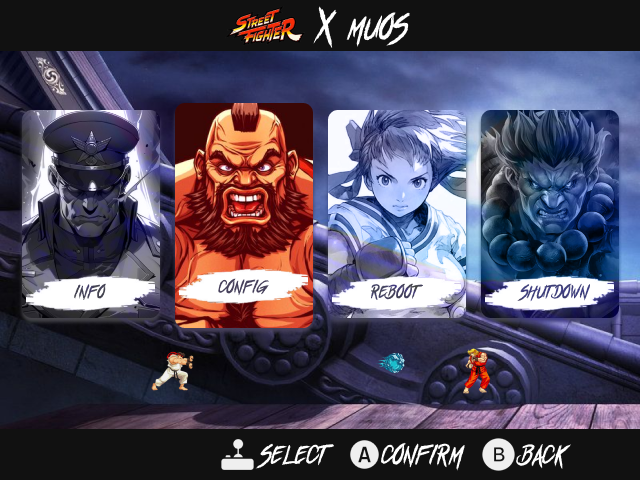 STREET FIGHTER X MUOS
INFO
CONFIG
REBOOT
SHUTDOWN
SELECT A CONFIRM B BACK